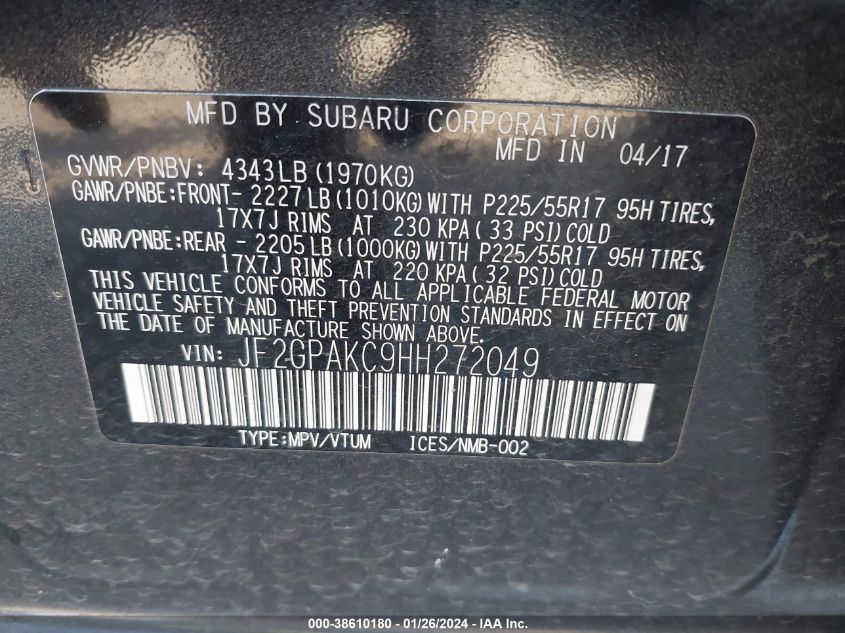 MFD BY SUBARU CORPORATION
MFD IN 04/17
GVWR/PNBV: 4343LB (1970KG)
GAWR/PNBE:FRONT- 2227 LB (1010KG) WITH P225/55R17 95H TIRES,
17X7J RIMS AT 230 KPA ( 33 PSI) COLD
GAWR/PNBE:REAR - 2205 LB (1000KG) WITH P225/55R17 95H TIRES,
17X7J RIMS AT 220 KPA ( 32 PSI) COLD
THIS VEHICLE CONFORMS TO ALL APPLICABLE FEDERAL MOTOR
VEHICLE SAFETY AND THEFT PREVENTION STANDARDS IN EFFECT ON
THE DATE OF MANUFACTURE SHOWN ABOVE.
VIN: JF2GPAKC9HH272049
TYPE:MPV/VTUM ICES/NMB-002
000-38610180 - 01/26/2024 - IAA Inc.